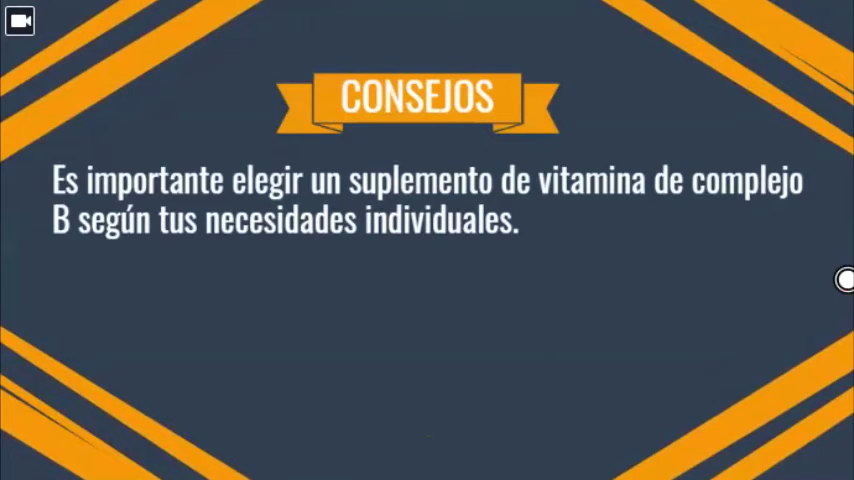 CONSEJOS
Es importante elegir un suplemento de vitamina de complejo
B según tus necesidades individuales.